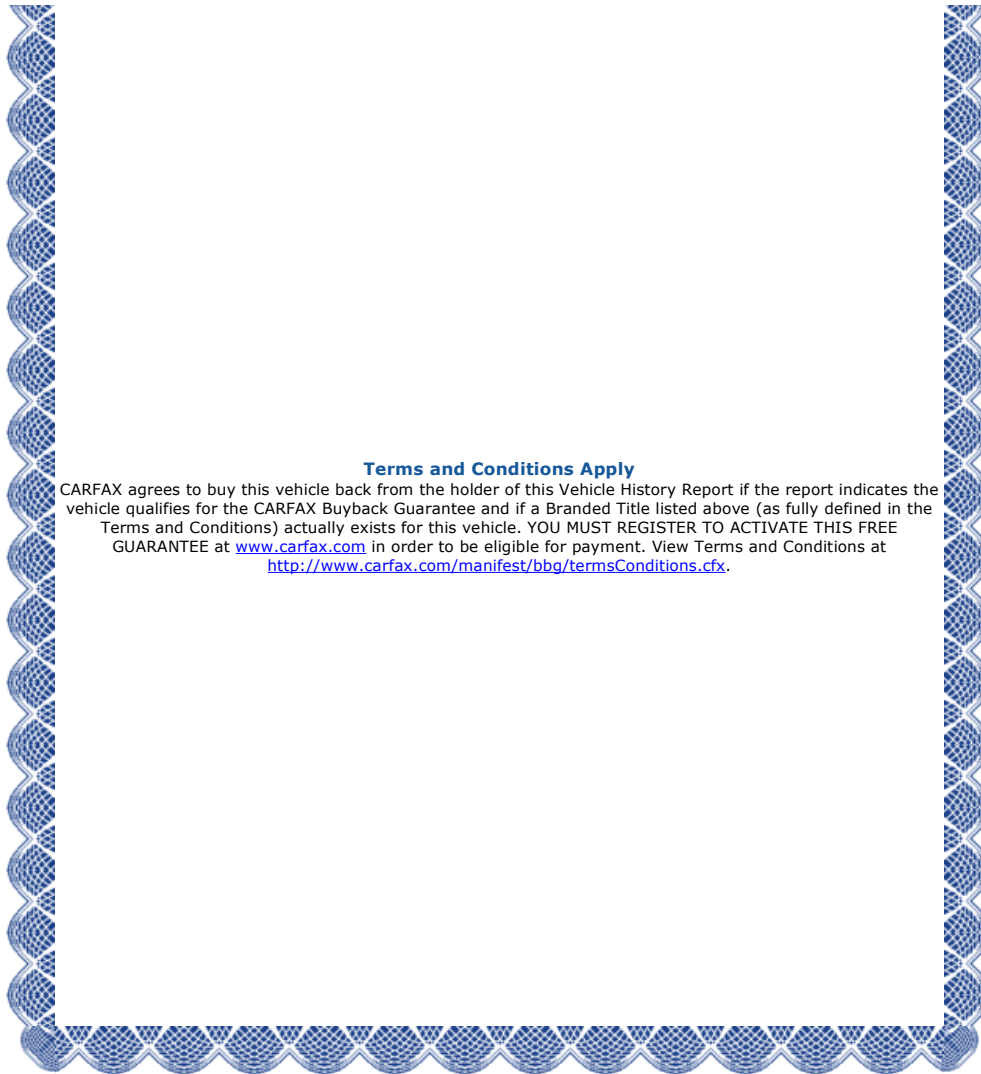 Terms and Conditions Apply
CARFAX agrees to buy this vehicle back from the holder of this Vehicle History Report if the report indicates the
vehicle qualifies for the CARFAX Buyback Guarantee and if a Branded Title listed above (as fully defined in the
Terms and Conditions) actually exists for this vehicle. YOU MUST REGISTER TO ACTIVATE THIS FREE
GUARANTEE at www.carfax.com in order to be eligible for payment. View Terms and Conditions at
http://www.carfax.com/manifest/bbg/termsConditions.cfx.